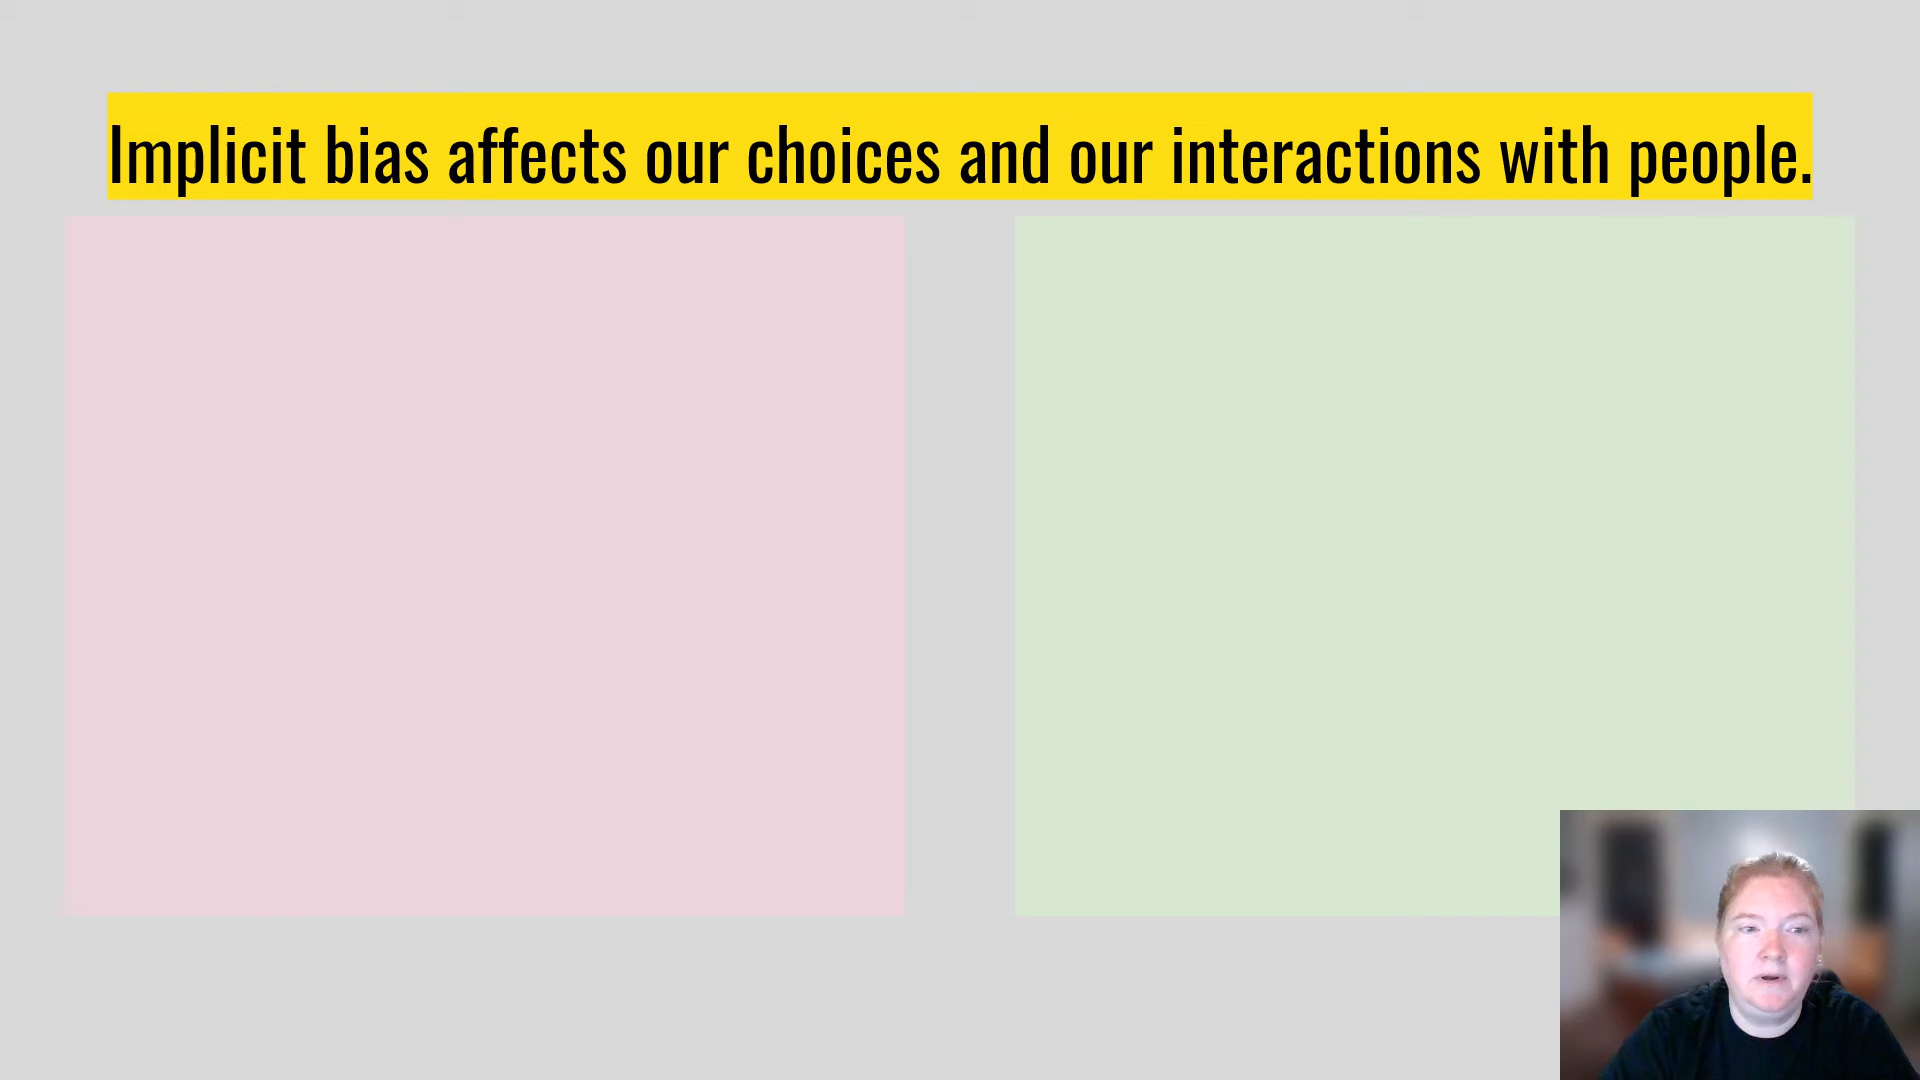 Implicit bias affects our choices and our interactions with people.